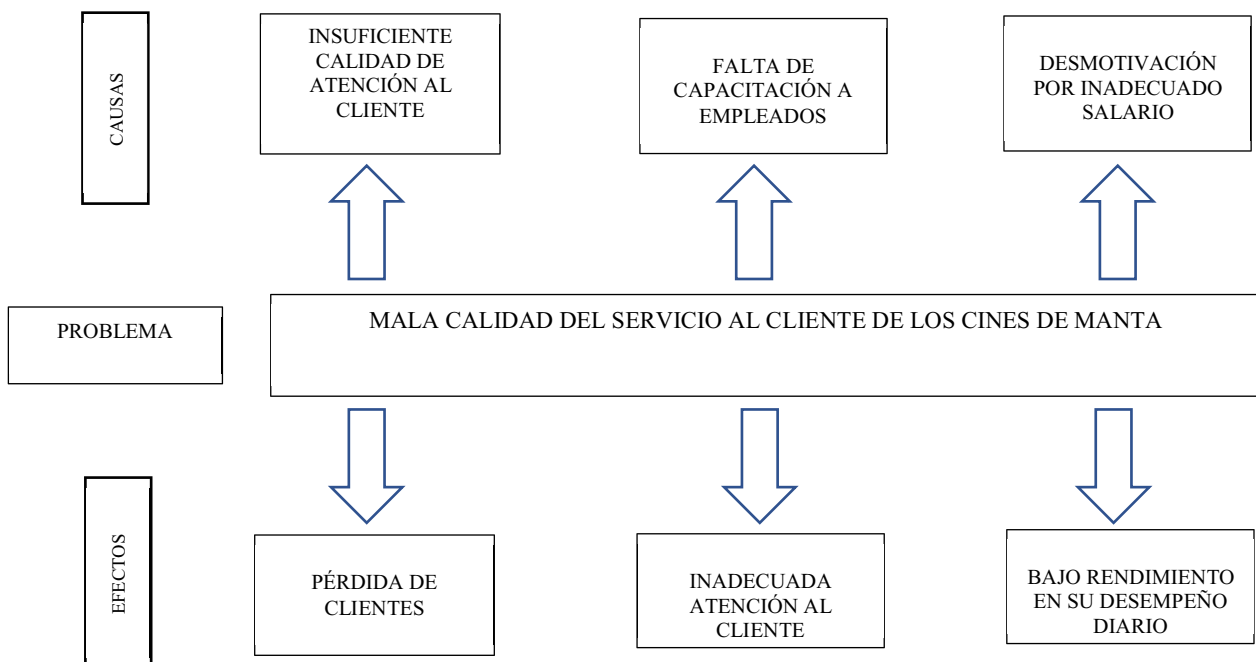 CAUSAS
INSUFICIENTE
CALIDAD DE
ATENCIÓN AL
CLIENTE
FALTA DE
CAPACITACIÓN A
EMPLEADOS
DESMOTIVACIÓN
POR INADECUADO
SALARIO
PROBLEMA
MALA CALIDAD DEL SERVICIO AL CLIENTE DE LOS CINES DE MANTA
EFECTOS
PÉRDIDA DE
CLIENTES
INADECUADA
ATENCIÓN AL
CLIENTE
BAJO RENDIMIENTO
EN SU DESEMPEÑO
DIARIO